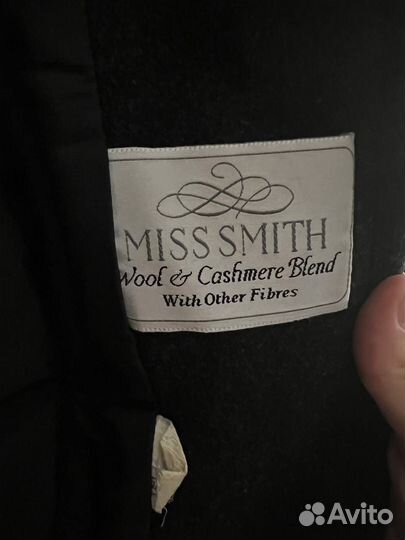 MISS SMITH
Wool & Cashmere Blend
With Other Fibres
Avito